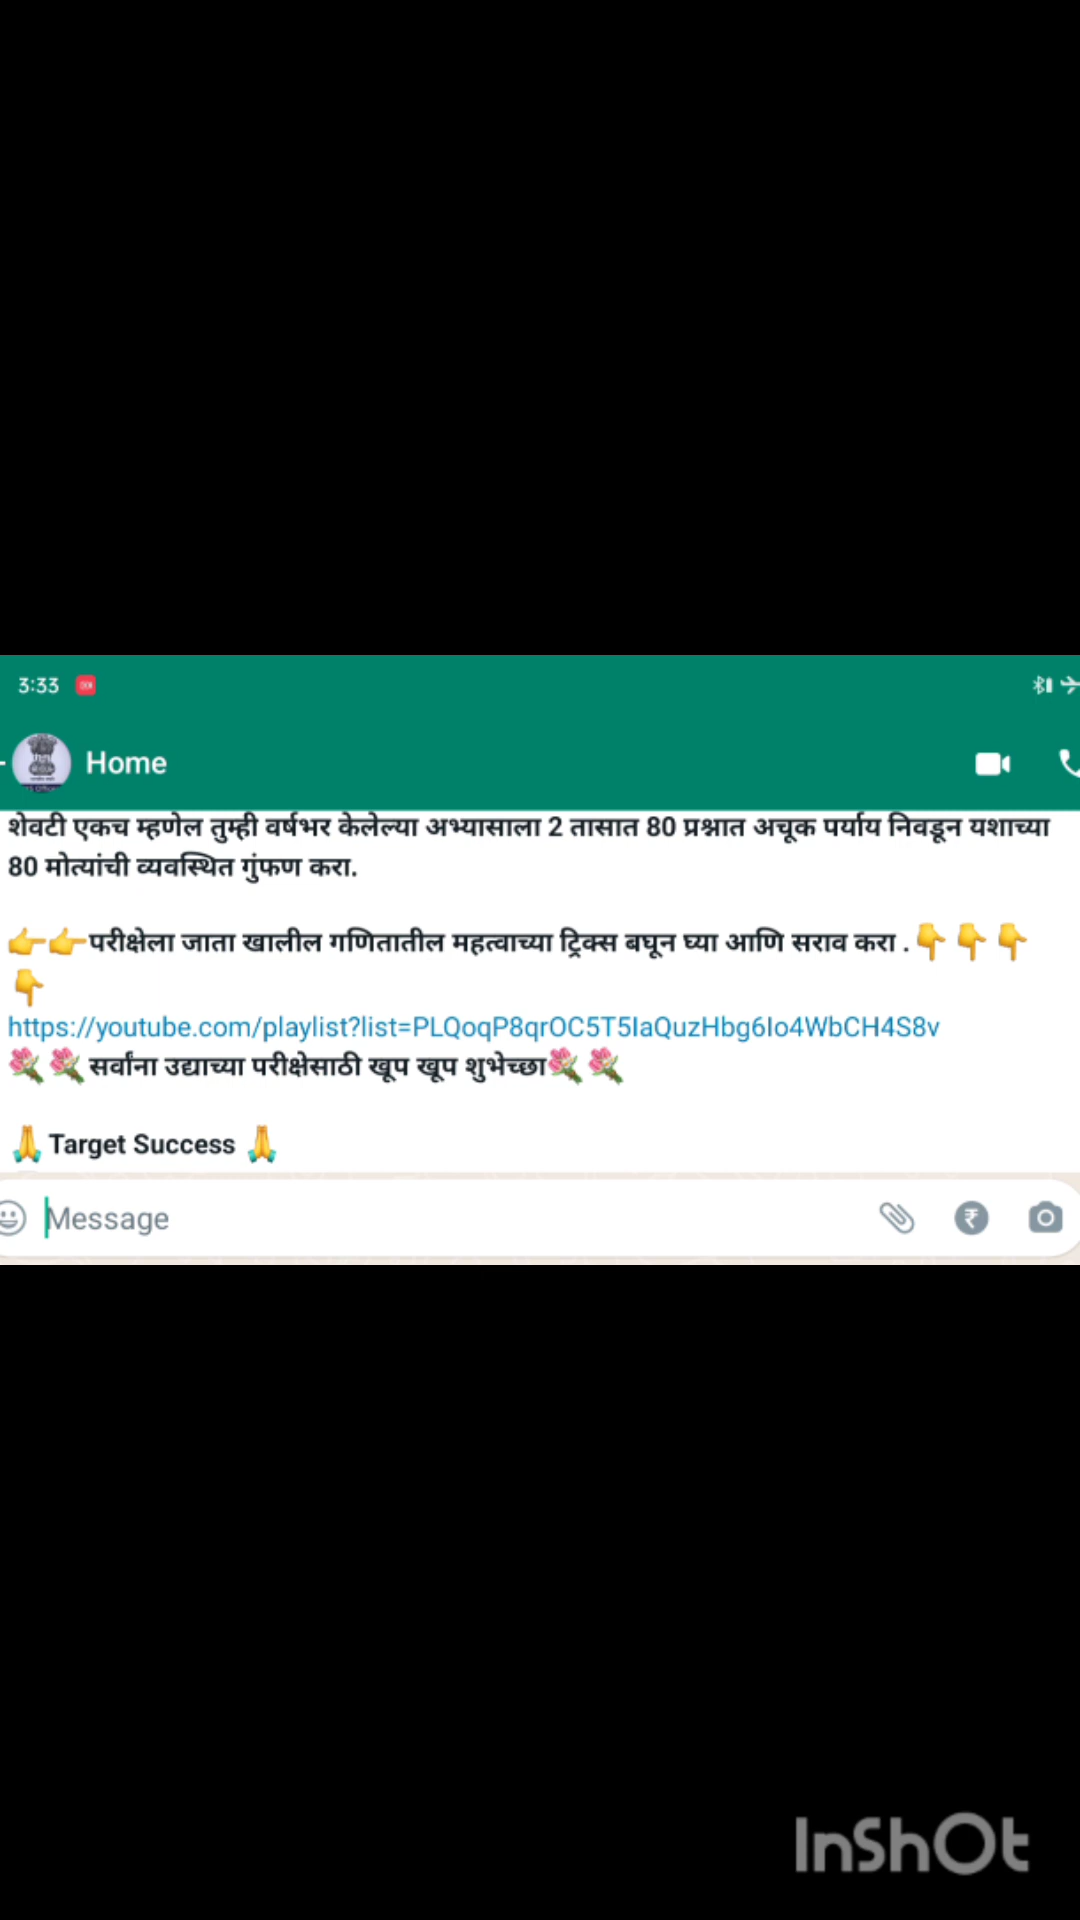 3:33
Home
शेवटी एकच म्हणेल तुम्ही वर्षभर केलेल्या अभ्यासाला 2 तासात 80 प्रश्नात अचूक पर्याय निवडून यशाच्या
80 मोत्यांची व्यवस्थित गुंफण करा.
👉👉परीक्षेला जाता खालील गणितातील महत्वाच्या ट्रिक्स बघून घ्या आणि सराव करा .👇👇👇
👇
https://youtube.com/playlist?list=PLQoqP8qrOC5T5IaQuzHbg6Io4WbCH4S8v
💐💐सर्वांना उद्याच्या परीक्षेसाठी खूप खूप शुभेच्छा💐💐
🙏Target Success 🙏
Message
InShOt